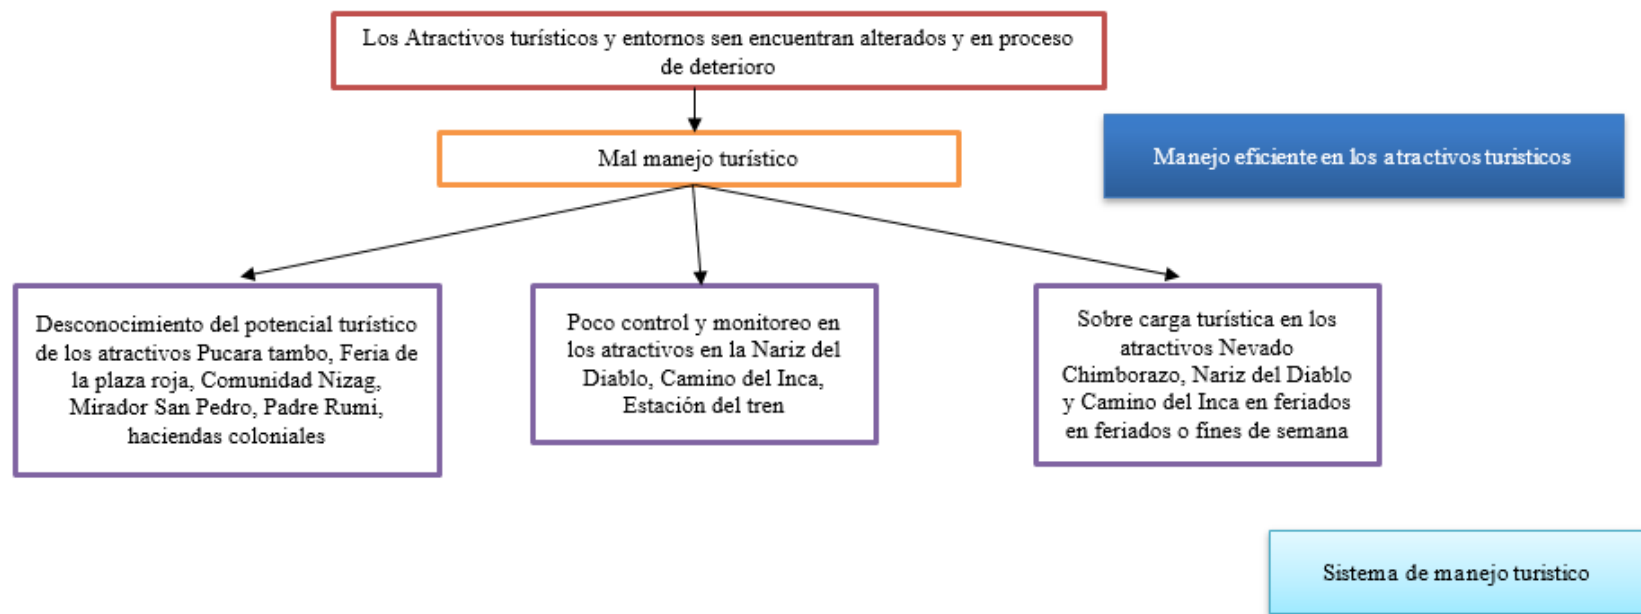 Los Atractivos turísticos y entornos sen encuentran alterados y en proceso
de deterioro
Mal manejo turístico
Manejo eficiente en los atractivos turisticos
Desconocimiento del potencial turístico
de los atractivos Pucara tambo, Feria de
la plaza roja, Comunidad Nizag,
Mirador San Pedro, Padre Rumi,
haciendas coloniales
Poco control y monitoreo en
los atractivos en la Nariz del
Diablo, Camino del Inca,
Estación del tren
Sobre carga turística en los
atractivos Nevado
Chimborazo, Nariz del Diablo
y Camino del Inca en feriados
en feriados o fines de semana
Sistema de manejo turistico